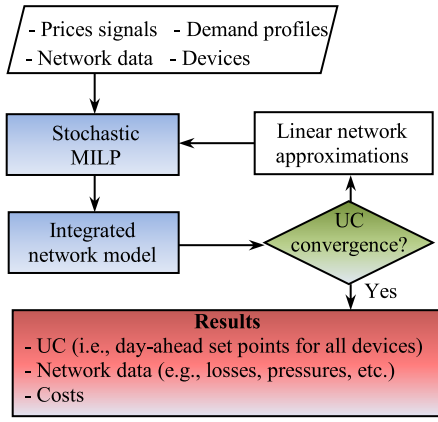 - Prices signals - Demand profiles
- Network data - Devices
Stochastic
MILP
Linear network
approximations
Integrated
network model
UC
convergence?
Yes
Results
- UC (i.e., day-ahead set points for all devices)
- Network data (e.g., losses, pressures, etc.)
- Costs